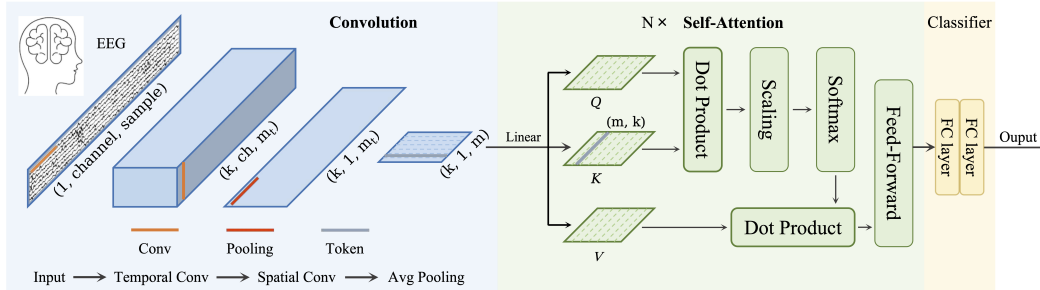 Convolution
EEG
(1, channel, sample)
(k, ch, mt)
(k, 1, mt)
(k, 1, m)
Conv
Pooling
Token
Input
Temporal Conv
Spatial Conv
Avg Pooling
N × Self-Attention
Linear
Q
(m, k)
K
V
Dot Product
Scaling
Softmax
Dot Product
Feed-Forward
Classifier
FC layer
FC layer
Ouput